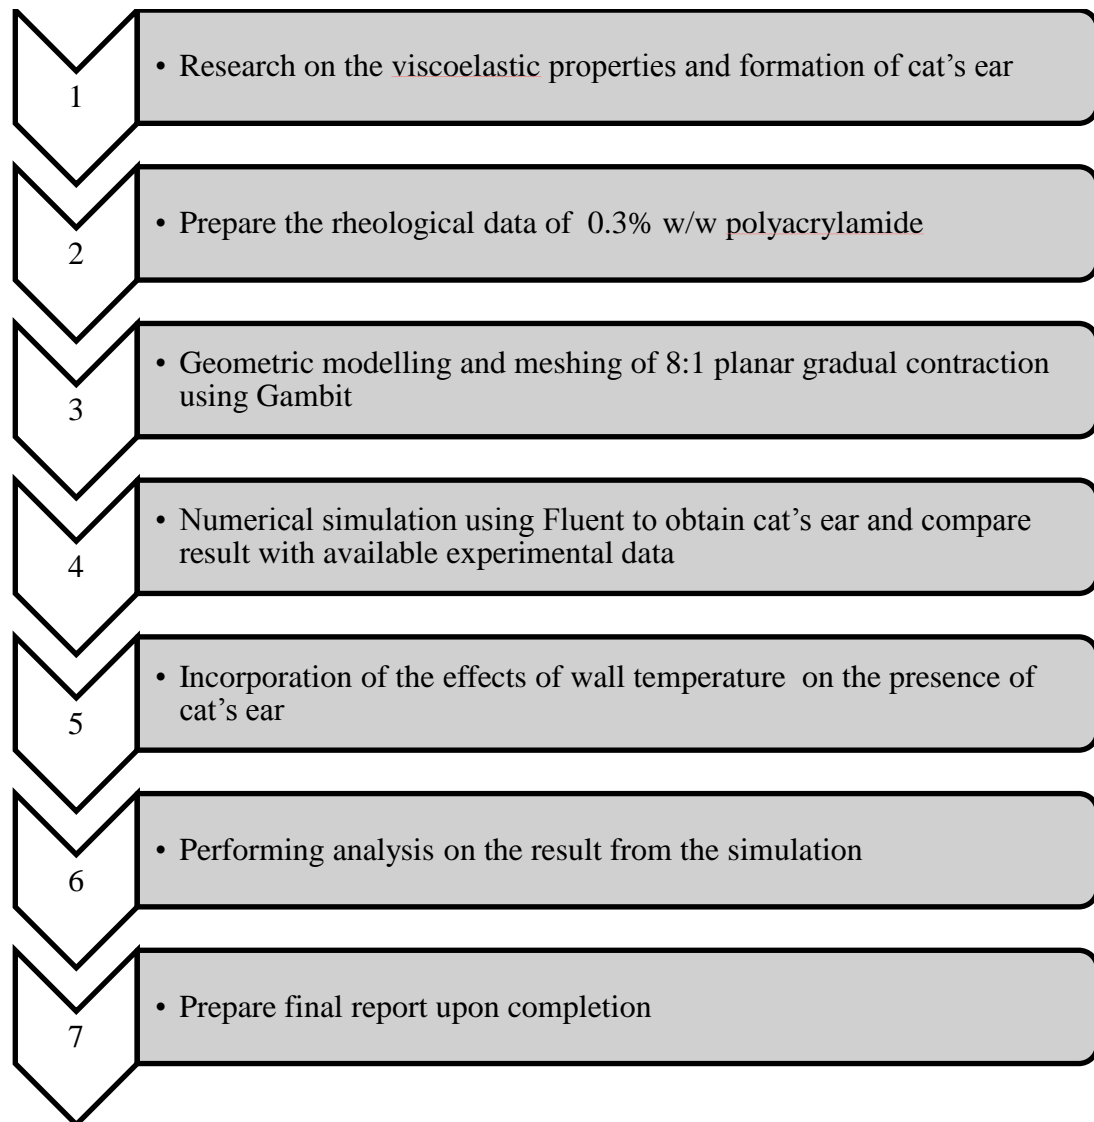 1
• Research on the viscoelastic properties and formation of cat’s ear
2
• Prepare the rheological data of  0.3% w/w polyacrylamide
3
• Geometric modelling and meshing of 8:1 planar gradual contraction
using Gambit
4
• Numerical simulation using Fluent to obtain cat’s ear and compare
result with available experimental data
5
• Incorporation of the effects of wall temperature  on the presence of
cat’s ear
6
• Performing analysis on the result from the simulation
7
• Prepare final report upon completion